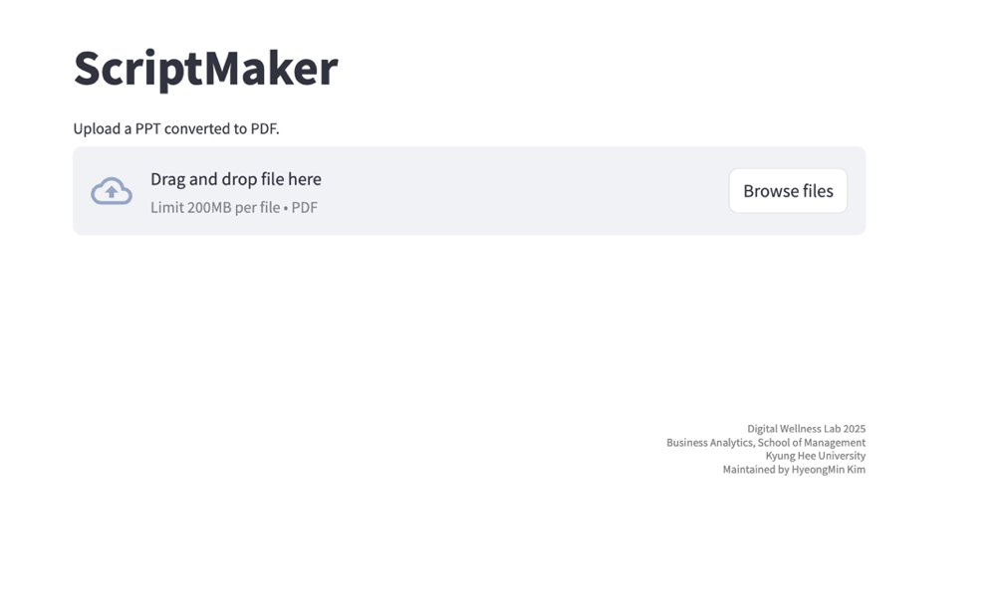 ScriptMaker
Upload a PPT converted to PDF.
Drag and drop file here
Limit 200MB per file • PDF
Browse files
Digital Wellness Lab 2025
Business Analytics, School of Management
Kyung Hee University
Maintained by HyeongMin Kim